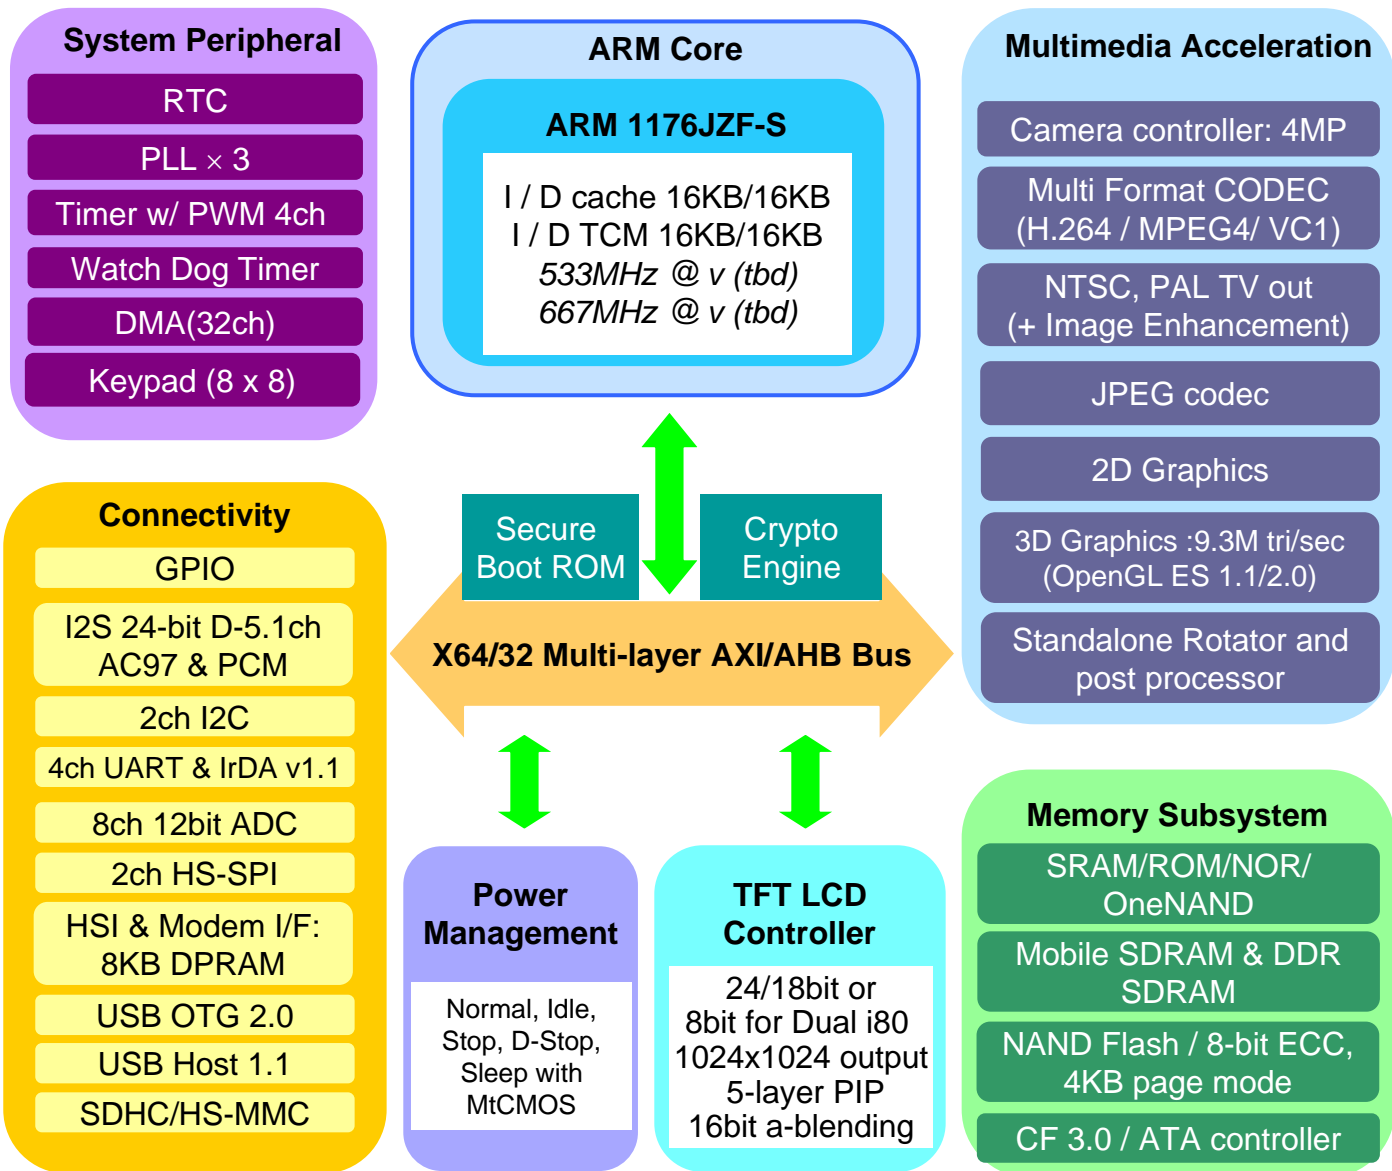 System Peripheral
RTC
PLL × 3
Timer w/ PWM 4ch
Watch Dog Timer
DMA(32ch)
Keypad (8 x 8)
ARM Core
ARM 1176JZF-S
I / D cache 16KB/16KB
I / D TCM 16KB/16KB
533MHz @ v (tbd)
667MHz @ v (tbd)
Multimedia Acceleration
Camera controller: 4MP
Multi Format CODEC
(H.264 / MPEG4/ VC1)
NTSC, PAL TV out
(+ Image Enhancement)
JPEG codec
2D Graphics
3D Graphics :9.3M tri/sec
(OpenGL ES 1.1/2.0)
Standalone Rotator and
post processor
Connectivity
GPIO
I2S 24-bit D-5.1ch
AC97 & PCM
2ch I2C
4ch UART & IrDA v1.1
8ch 12bit ADC
2ch HS-SPI
HSI & Modem I/F:
8KB DPRAM
USB OTG 2.0
USB Host 1.1
SDHC/HS-MMC
Secure
Boot ROM
Crypto
Engine
X64/32 Multi-layer AXI/AHB Bus
Power
Management
Normal, Idle,
Stop, D-Stop,
Sleep with
MtCMOS
TFT LCD
Controller
24/18bit or
8bit for Dual i80
1024x1024 output
5-layer PIP
16bit a-blending
Memory Subsystem
SRAM/ROM/NOR/
OneNAND
Mobile SDRAM & DDR
SDRAM
NAND Flash / 8-bit ECC,
4KB page mode
CF 3.0 / ATA controller